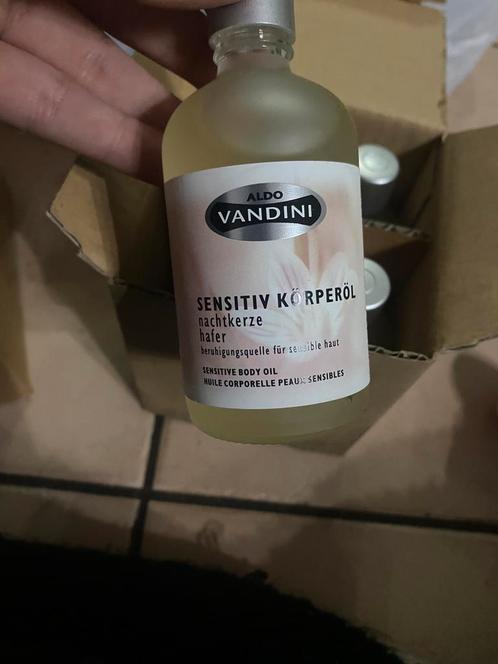 ALDO
VANDINI
SENSITIV KÖRPERÖL
nachtkerze
hafer
beruhigungsquelle für sensible haut
SENSITIVE BODY OIL
HUILE CORPORELLE PEAUX SENSIBLES